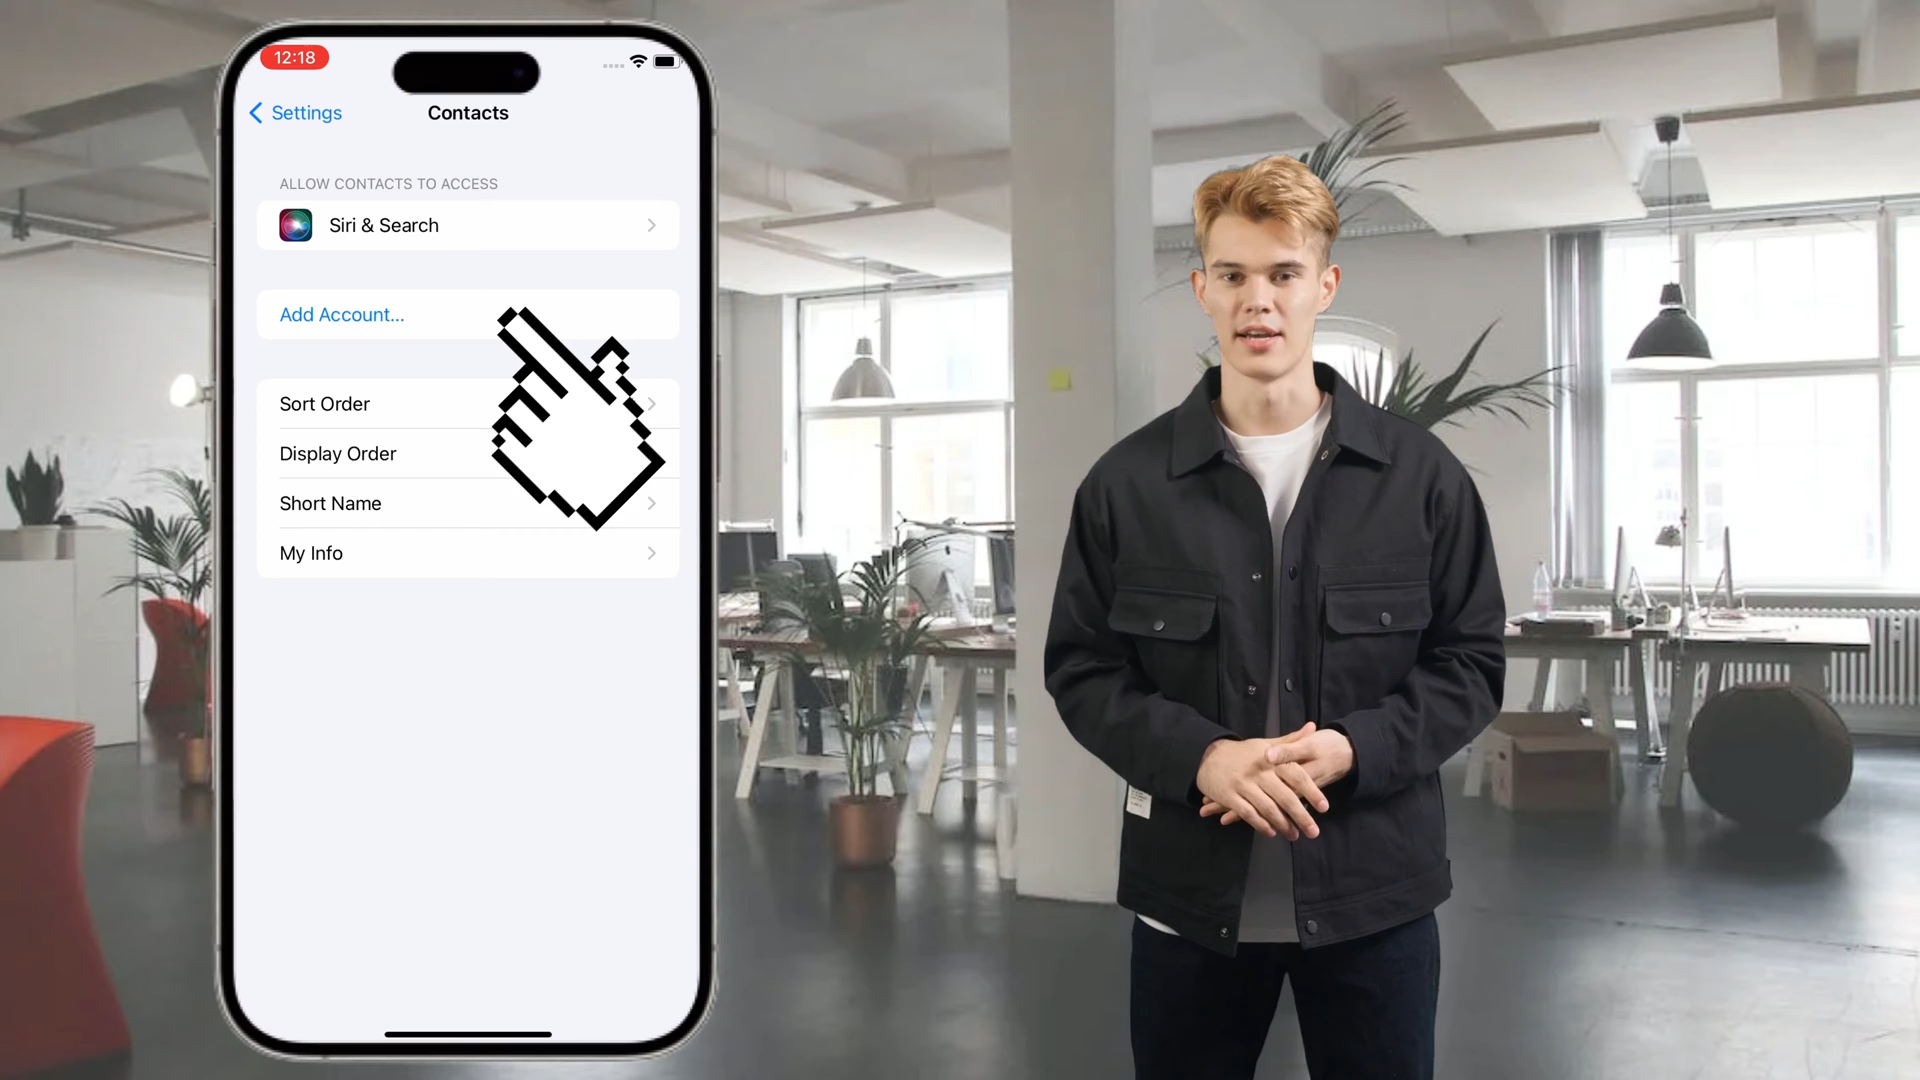 12:18
Settings
Contacts
ALLOW CONTACTS TO ACCESS
Siri & Search
Add Account...
Sort Order
Display Order
Short Name
My Info